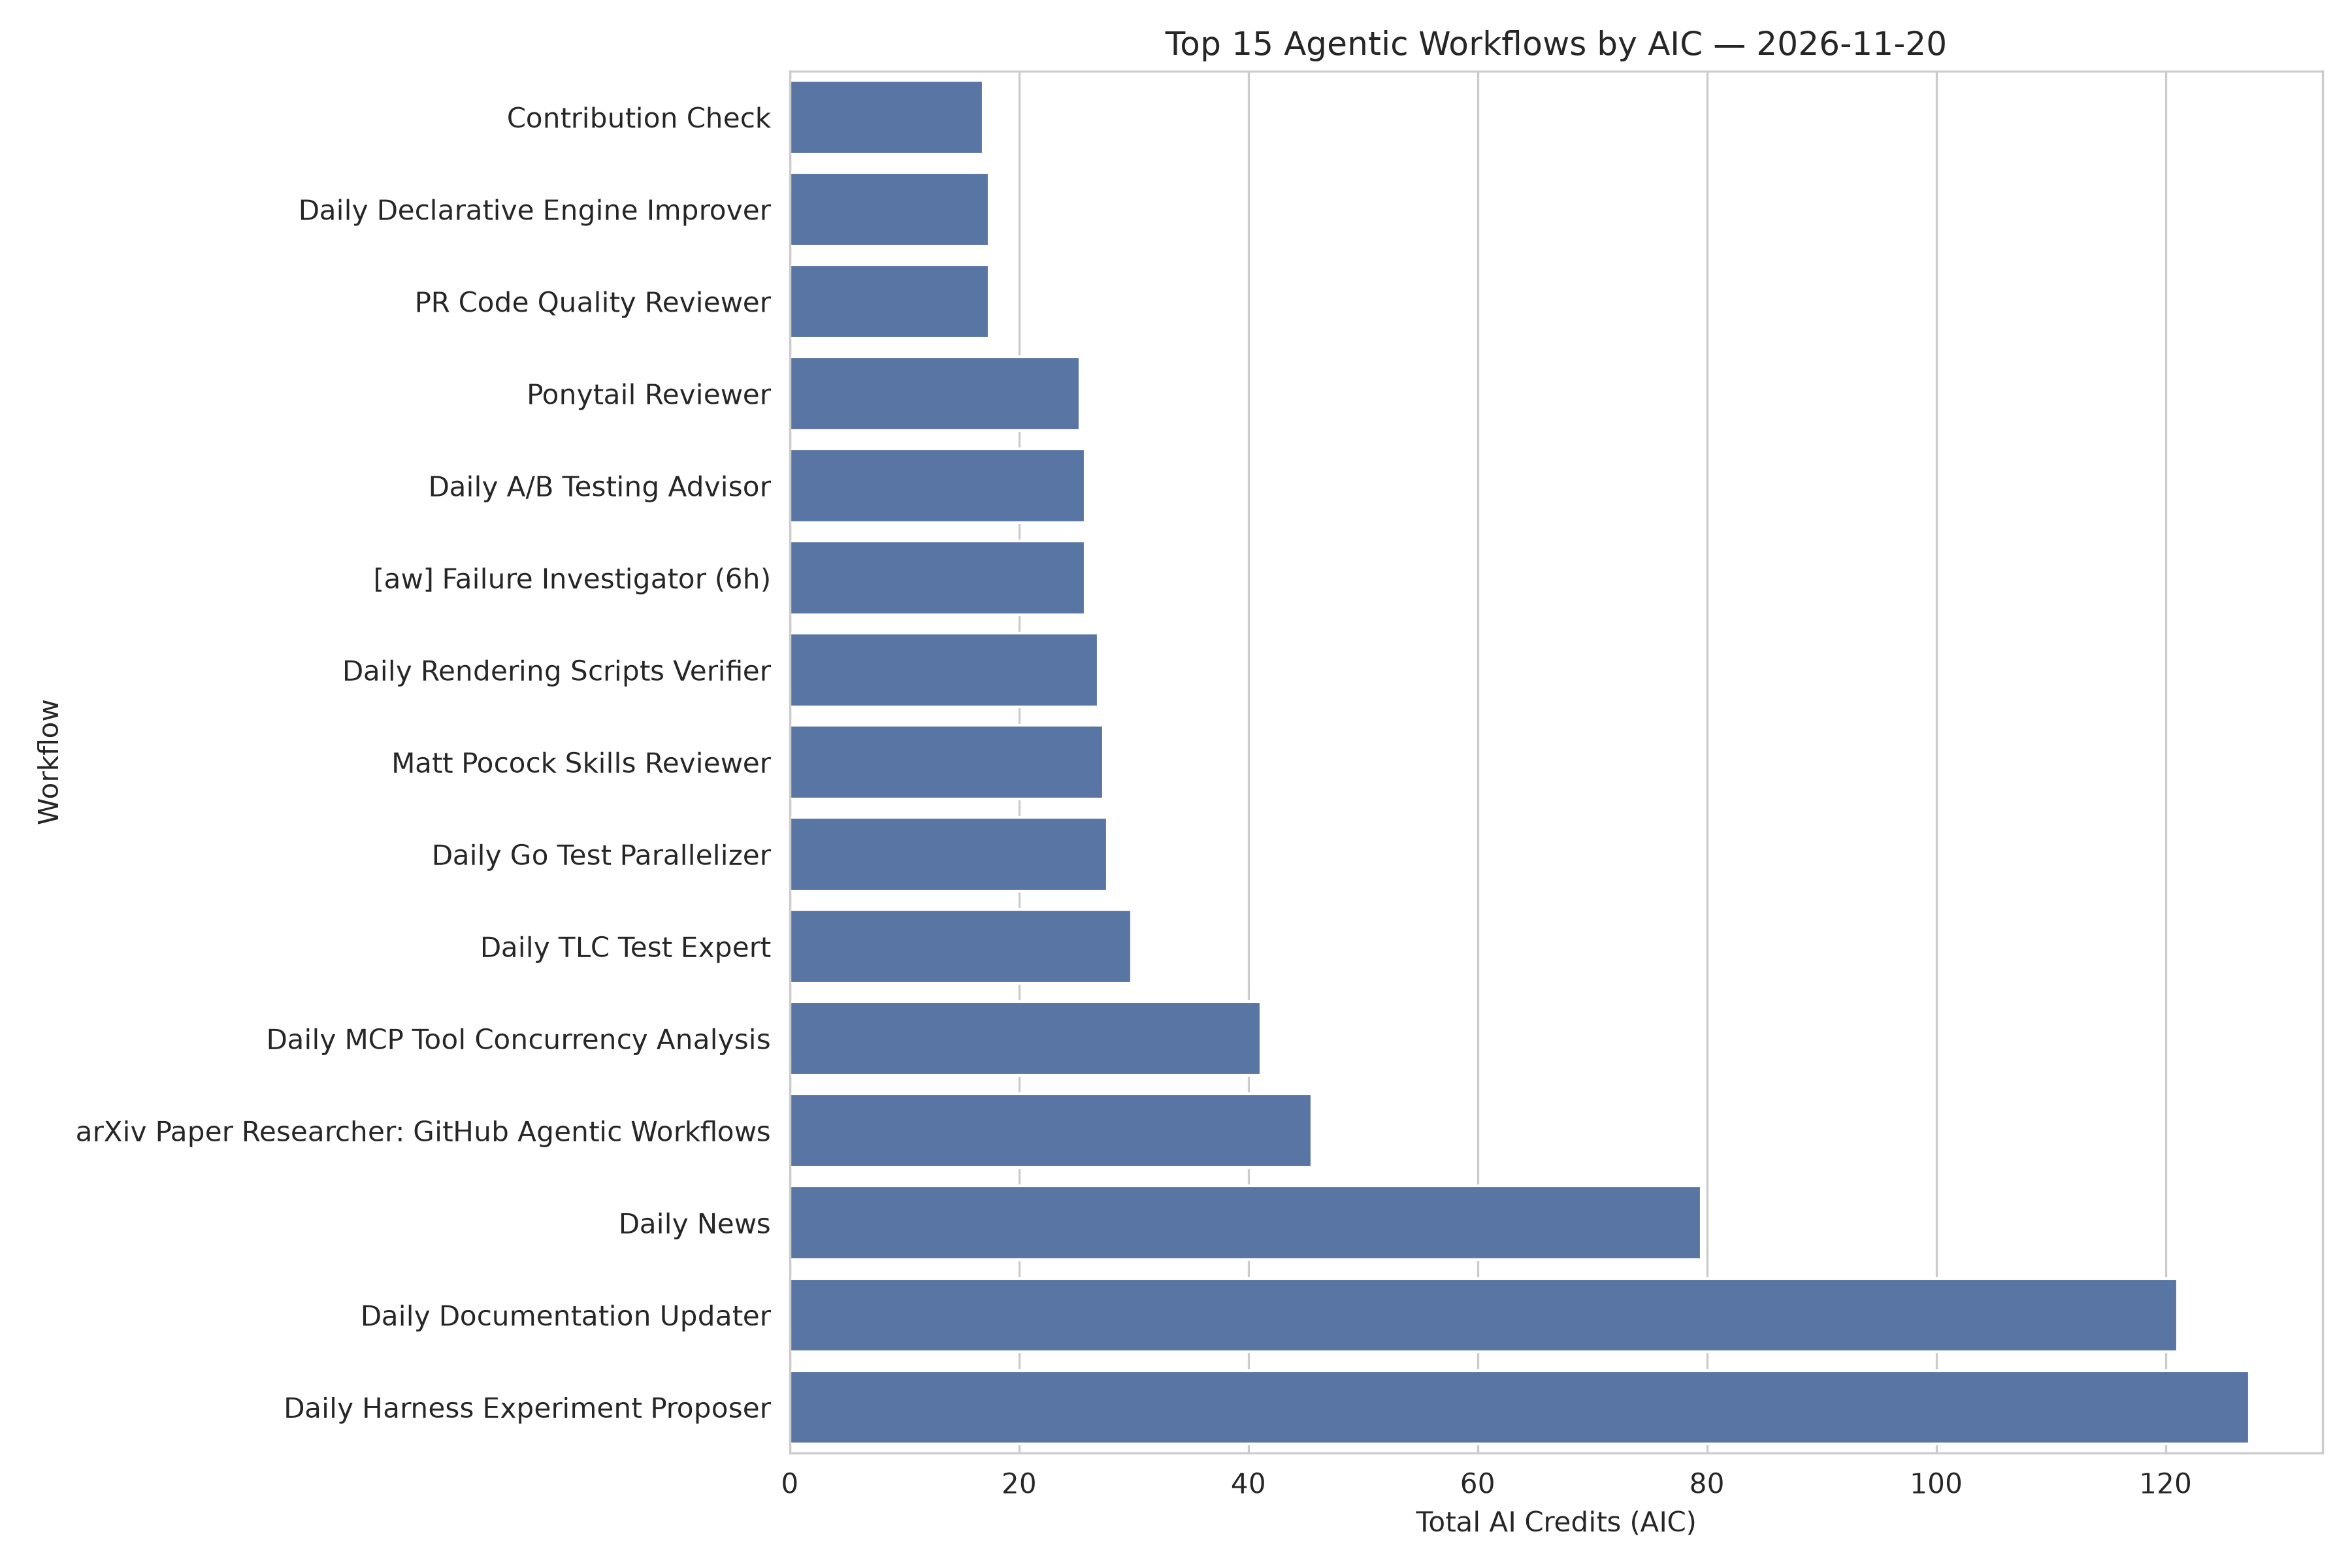 Top 15 Agentic Workflows by AIC — 2026-11-20
Workflow
Contribution Check
Daily Declarative Engine Improver
PR Code Quality Reviewer
Ponytail Reviewer
Daily A/B Testing Advisor
[aw] Failure Investigator (6h)
Daily Rendering Scripts Verifier
Matt Pocock Skills Reviewer
Daily Go Test Parallelizer
Daily TLC Test Expert
Daily MCP Tool Concurrency Analysis
arXiv Paper Researcher: GitHub Agentic Workflows
Daily News
Daily Documentation Updater
Daily Harness Experiment Proposer
0 20 40 60 80 100 120
Total AI Credits (AIC)